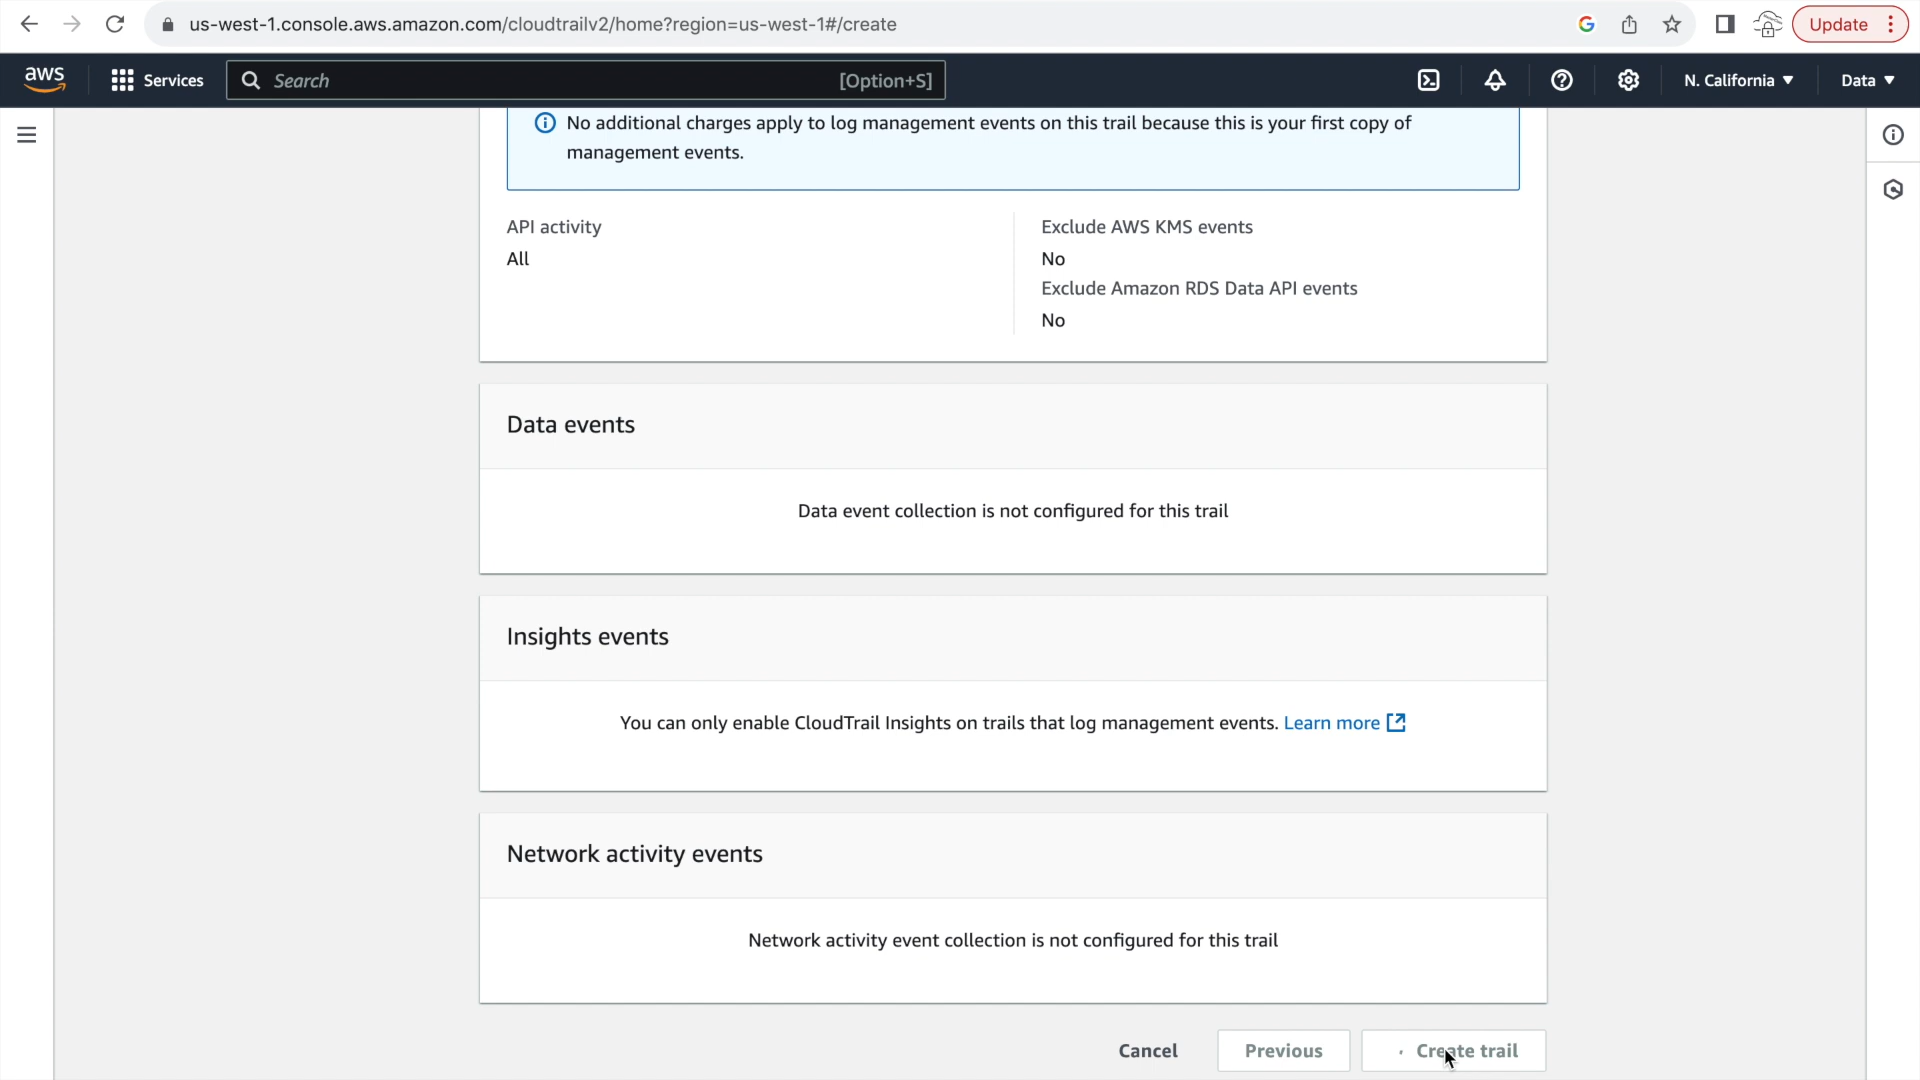 us-west-1.console.aws.amazon.com/cloudtrailv2/home?region=us-west-1#/create
Update
aws
Services
Search
[Option+S]
N. California
Data
No additional charges apply to log management events on this trail because this is your first copy of
management events.
API activity
All
Exclude AWS KMS events
No
Exclude Amazon RDS Data API events
No
Data events
Data event collection is not configured for this trail
Insights events
You can only enable CloudTrail Insights on trails that log management events. Learn more
Network activity events
Network activity event collection is not configured for this trail
Cancel
Previous
Create trail